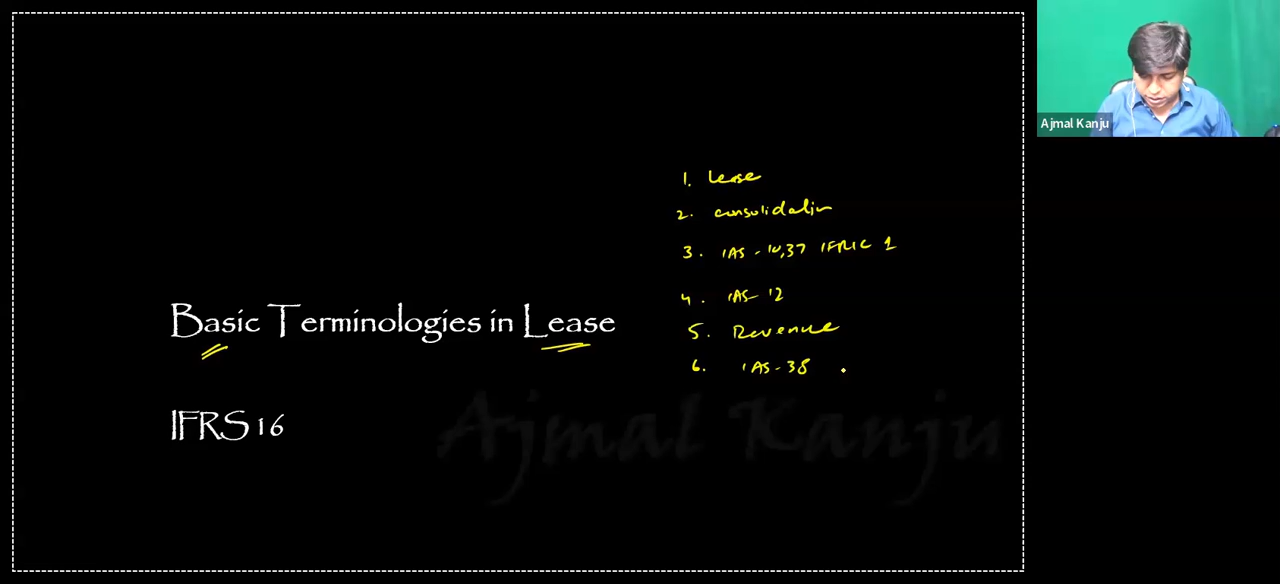 Ajmal Kanju
1. Lease
2. consolidation
3. IAS - 10,37 IFRIC 1
4. IAS - 12
Basic Terminologies in Lease
5. Revenue
6. IAS - 38
IFRS 16
Ajmal Kanju